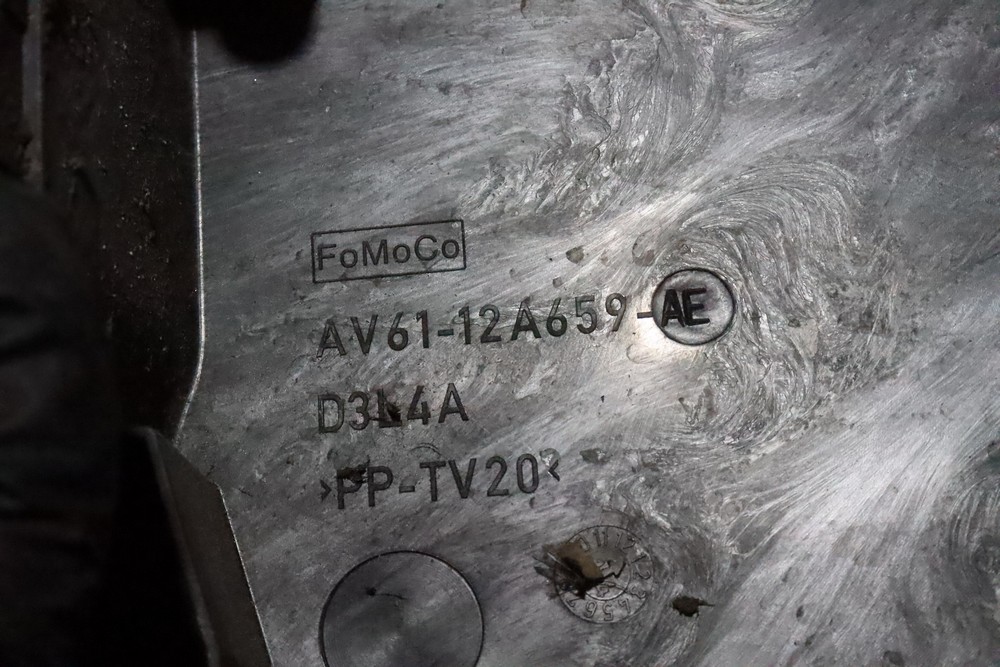 FoMoCo
AV61-12A659-AE
D3L4A
>PP-TV20<